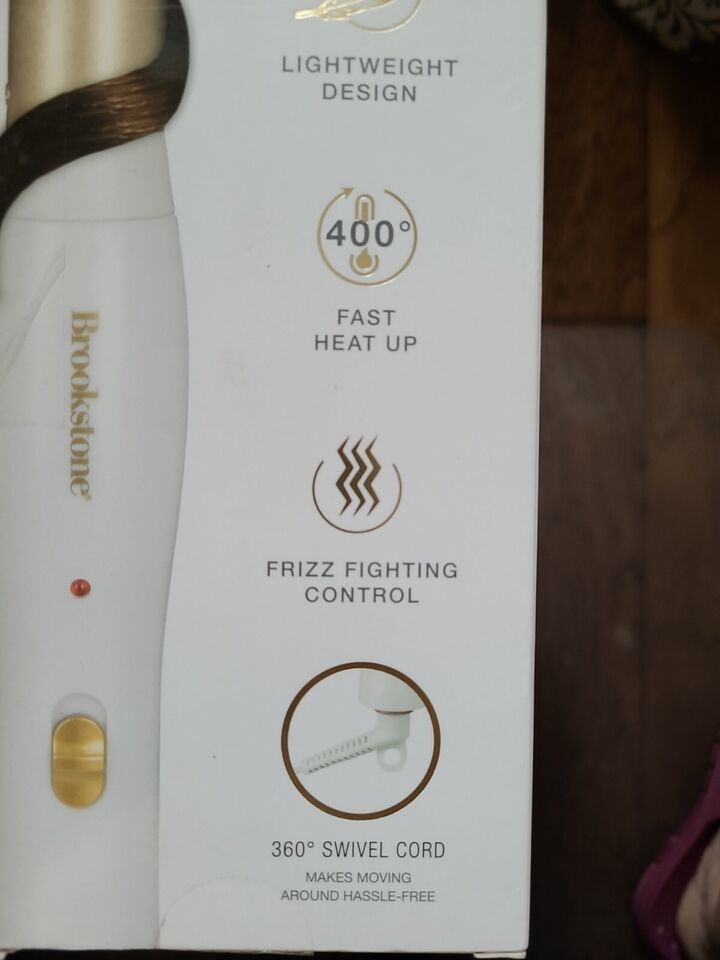 LIGHTWEIGHT
DESIGN
400°
FAST
HEAT UP
Brookstone®
FRIZZ FIGHTING
CONTROL
360° SWIVEL CORD
MAKES MOVING
AROUND HASSLE-FREE